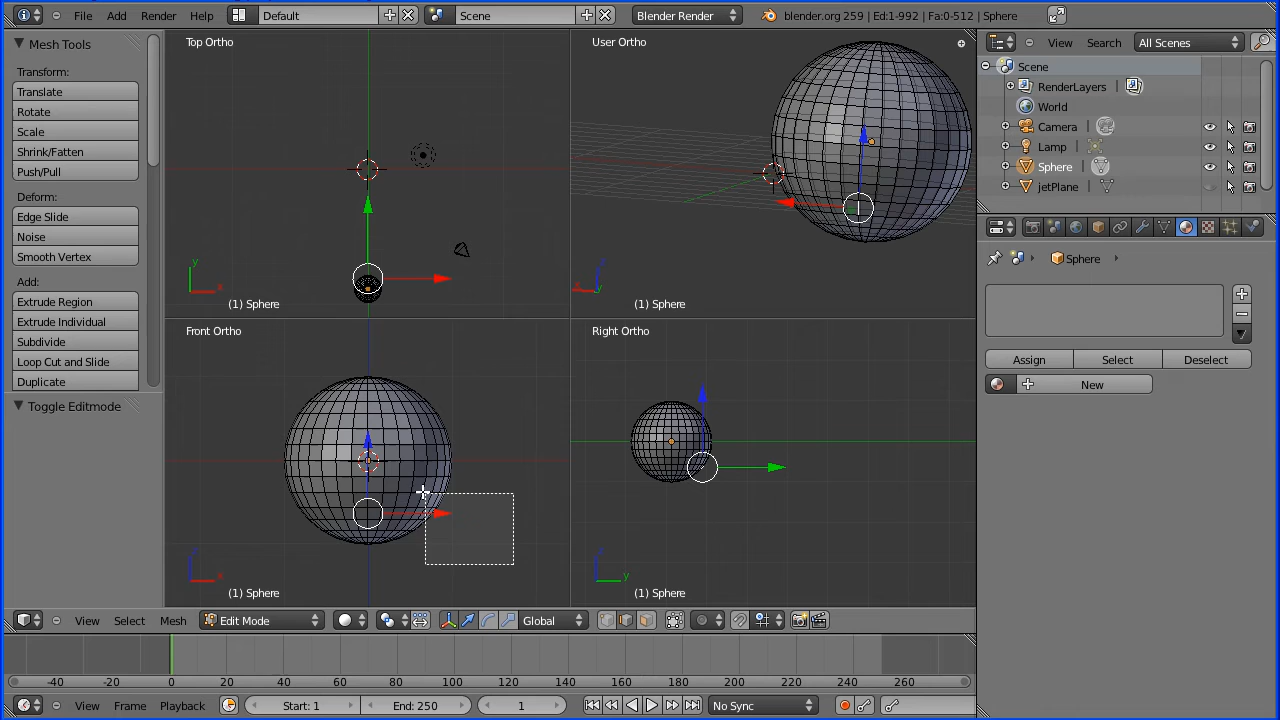 File Add Render Help Default Scene Blender Render blender.org 259 | Ed:1-992 | Fa:0-512 | Sphere
Mesh Tools
Transform:
Translate
Rotate
Scale
Shrink/Fatten
Push/Pull
Deform:
Edge Slide
Noise
Smooth Vertex
Add:
Extrude Region
Extrude Individual
Subdivide
Loop Cut and Slide
Duplicate
Toggle Editmode
Top Ortho
y
x
(1) Sphere
User Ortho
z
x
y
(1) Sphere
Front Ortho
z
x
(1) Sphere
Right Ortho
z
y
(1) Sphere
View Select Mesh Edit Mode Global
-40 -20 0 20 40 60 80 100 120 140 160 180 200 220 240 260
View Frame Playback Start: 1 End: 250 1 No Sync
View Search All Scenes
Scene
RenderLayers |
World
Camera |
Lamp |
Sphere |
jetPlane |
Sphere
Assign Select Deselect
New